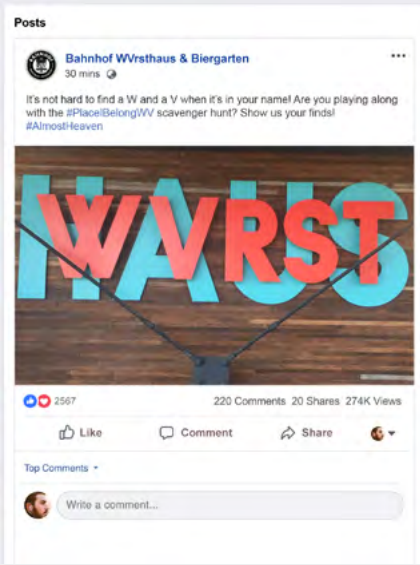 Posts
Bahnhof WVrsthaus & Biergarten
30 mins
It's not hard to find a W and a V when it's in your name! Are you playing along
with the #PlaceIBelongWV scavenger hunt? Show us your finds!
#AlmostHeaven
HAUS
WVRST
2567
220 Comments 20 Shares 274K Views
Like
Comment
Share
Top Comments
Write a comment...